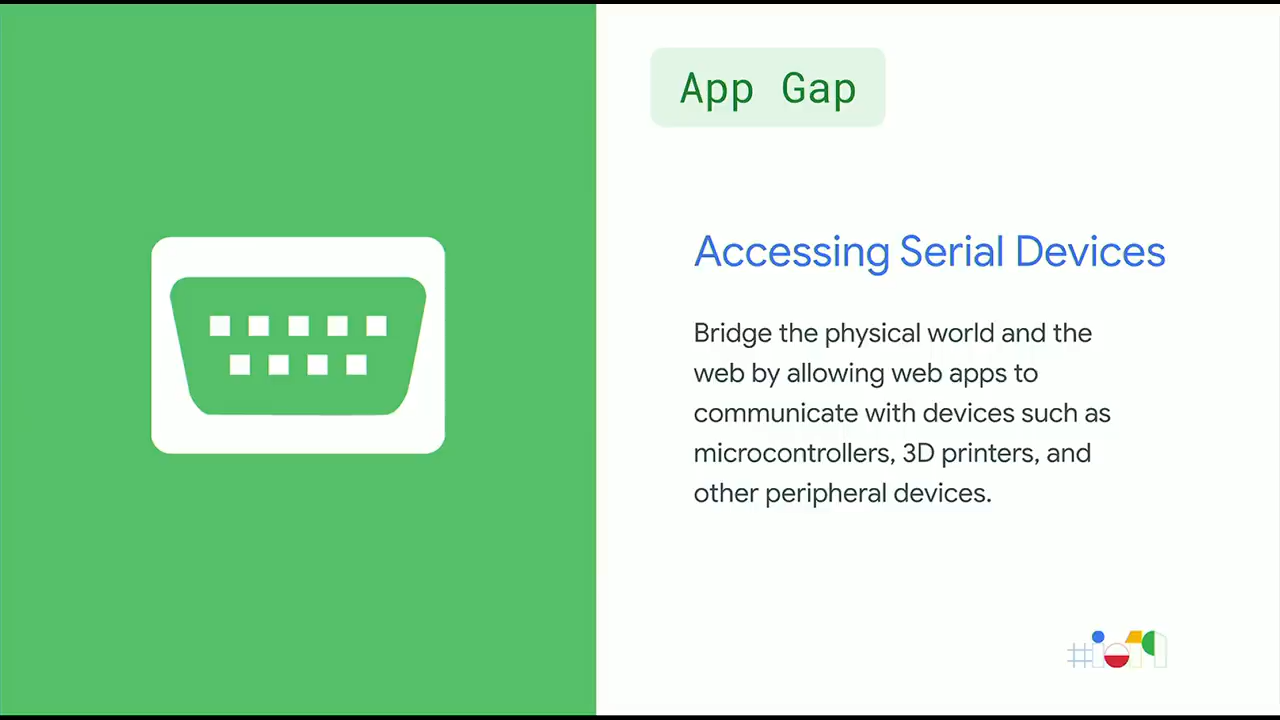 App Gap
Accessing Serial Devices
Bridge the physical world and the
web by allowing web apps to
communicate with devices such as
microcontrollers, 3D printers, and
other peripheral devices.
#io19